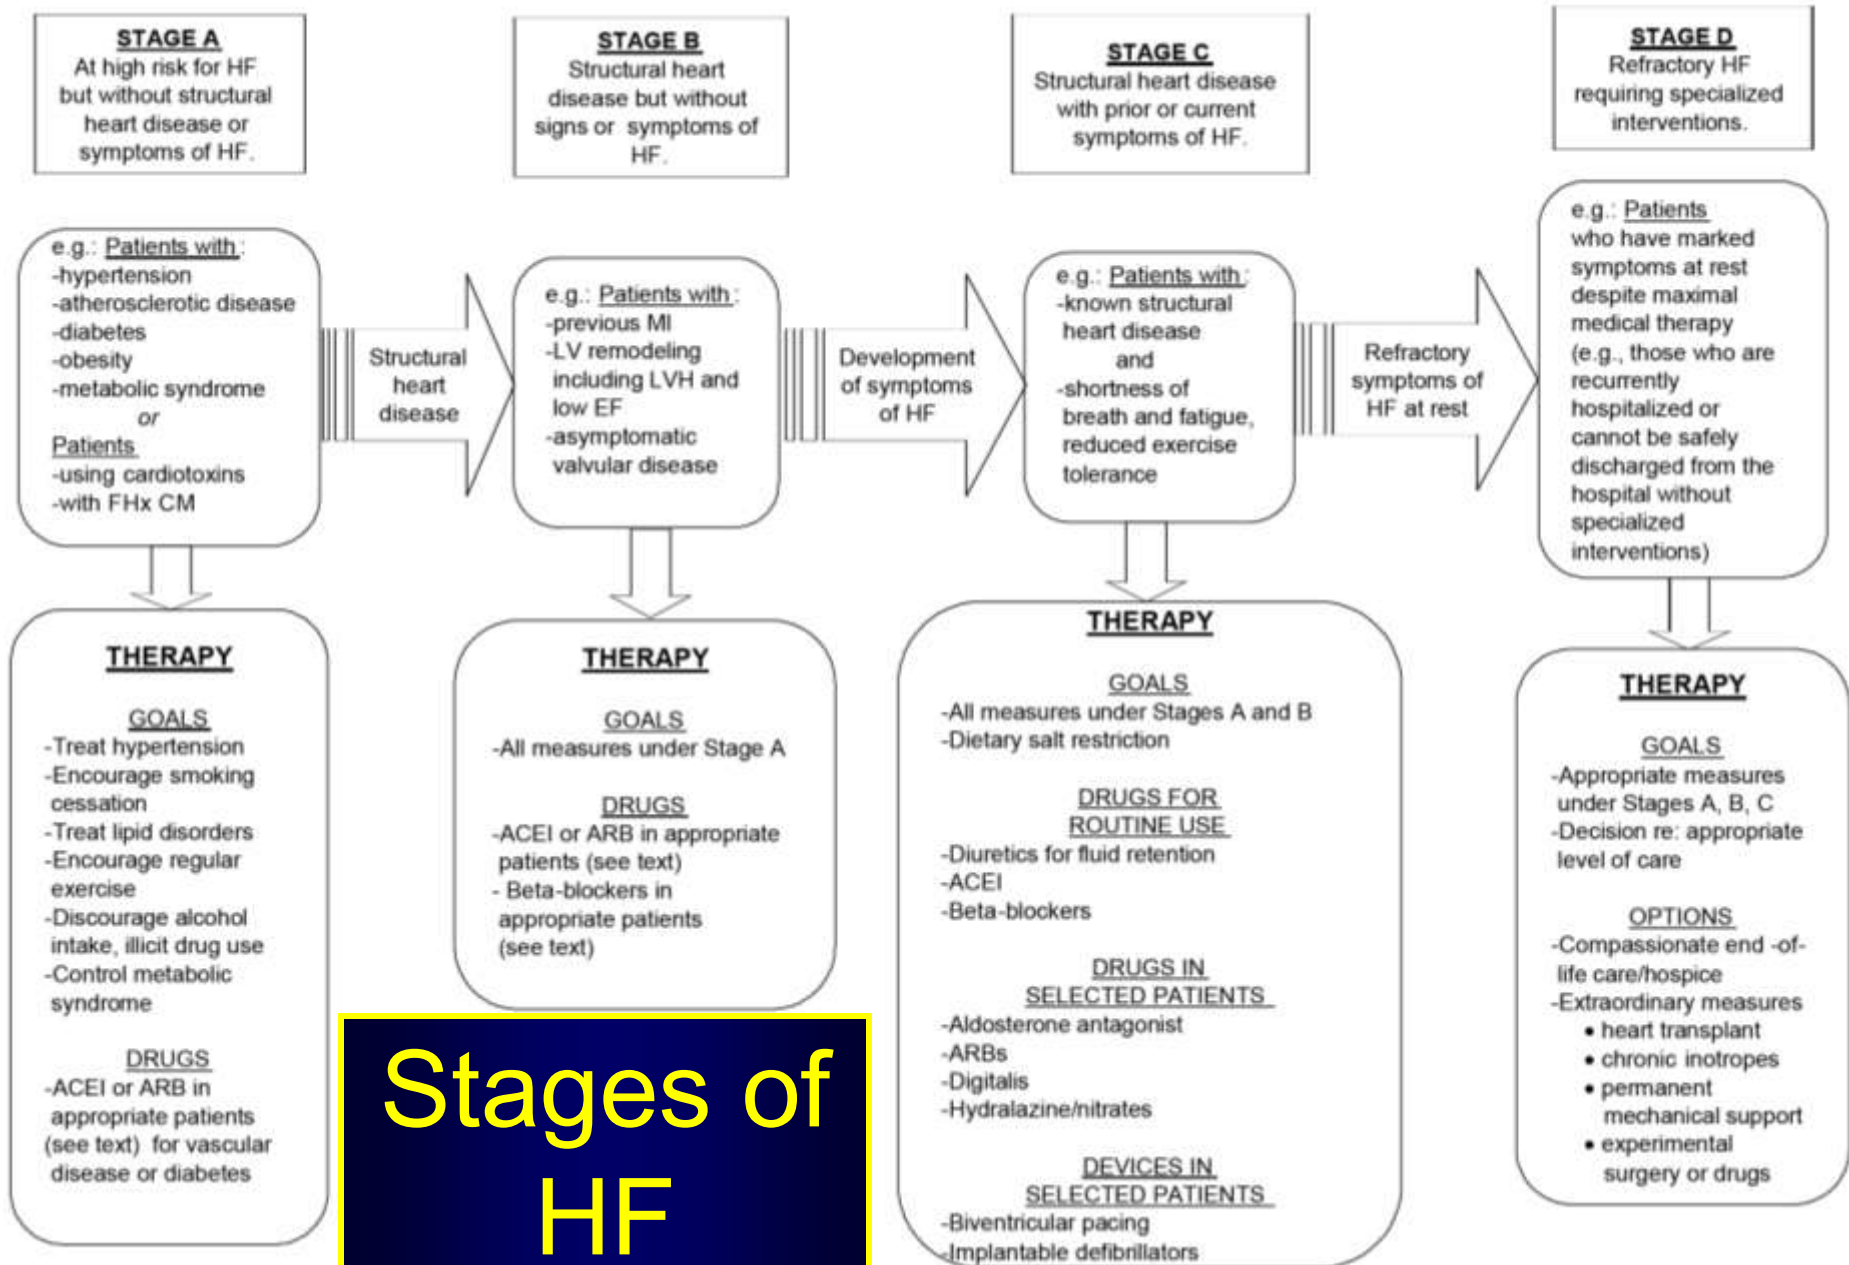 STAGE A
At high risk for HF
but without structural
heart disease or
symptoms of HF.
STAGE B
Structural heart
disease but without
signs or symptoms of
HF.
STAGE C
Structural heart disease
with prior or current
symptoms of HF.
STAGE D
Refractory HF
requiring specialized
interventions.
e.g.: Patients with:
-hypertension
-atherosclerotic disease
-diabetes
-obesity
-metabolic syndrome
or
Patients
-using cardiotoxins
-with FHx CM
Structural
heart
disease
e.g.: Patients with:
-previous MI
-LV remodeling
including LVH and
low EF
-asymptomatic
valvular disease
Development
of symptoms
of HF
e.g.: Patients with:
-known structural
heart disease
and
-shortness of
breath and fatigue,
reduced exercise
tolerance
Refractory
symptoms of
HF at rest
e.g.: Patients
who have marked
symptoms at rest
despite maximal
medical therapy
(e.g., those who are
recurrently
hospitalized or
cannot be safely
discharged from the
hospital without
specialized
interventions)
THERAPY
GOALS
-Treat hypertension
-Encourage smoking
cessation
-Treat lipid disorders
-Encourage regular
exercise
-Discourage alcohol
intake, illicit drug use
-Control metabolic
syndrome
DRUGS
-ACEI or ARB in
appropriate patients
(see text) for vascular
disease or diabetes
THERAPY
GOALS
-All measures under Stage A
DRUGS
-ACEI or ARB in appropriate
patients (see text)
- Beta-blockers in
appropriate patients
(see text)
THERAPY
GOALS
-All measures under Stages A and B
-Dietary salt restriction
DRUGS FOR
ROUTINE USE
-Diuretics for fluid retention
-ACEI
-Beta-blockers
DRUGS IN
SELECTED PATIENTS
-Aldosterone antagonist
-ARBs
-Digitalis
-Hydralazine/nitrates
DEVICES IN
SELECTED PATIENTS
-Biventricular pacing
-Implantable defibrillators
THERAPY
GOALS
-Appropriate measures
under Stages A, B, C
-Decision re: appropriate
level of care
OPTIONS
-Compassionate end -of-
life care/hospice
-Extraordinary measures
• heart transplant
• chronic inotropes
• permanent
mechanical support
• experimental
surgery or drugs
Stages of
HF